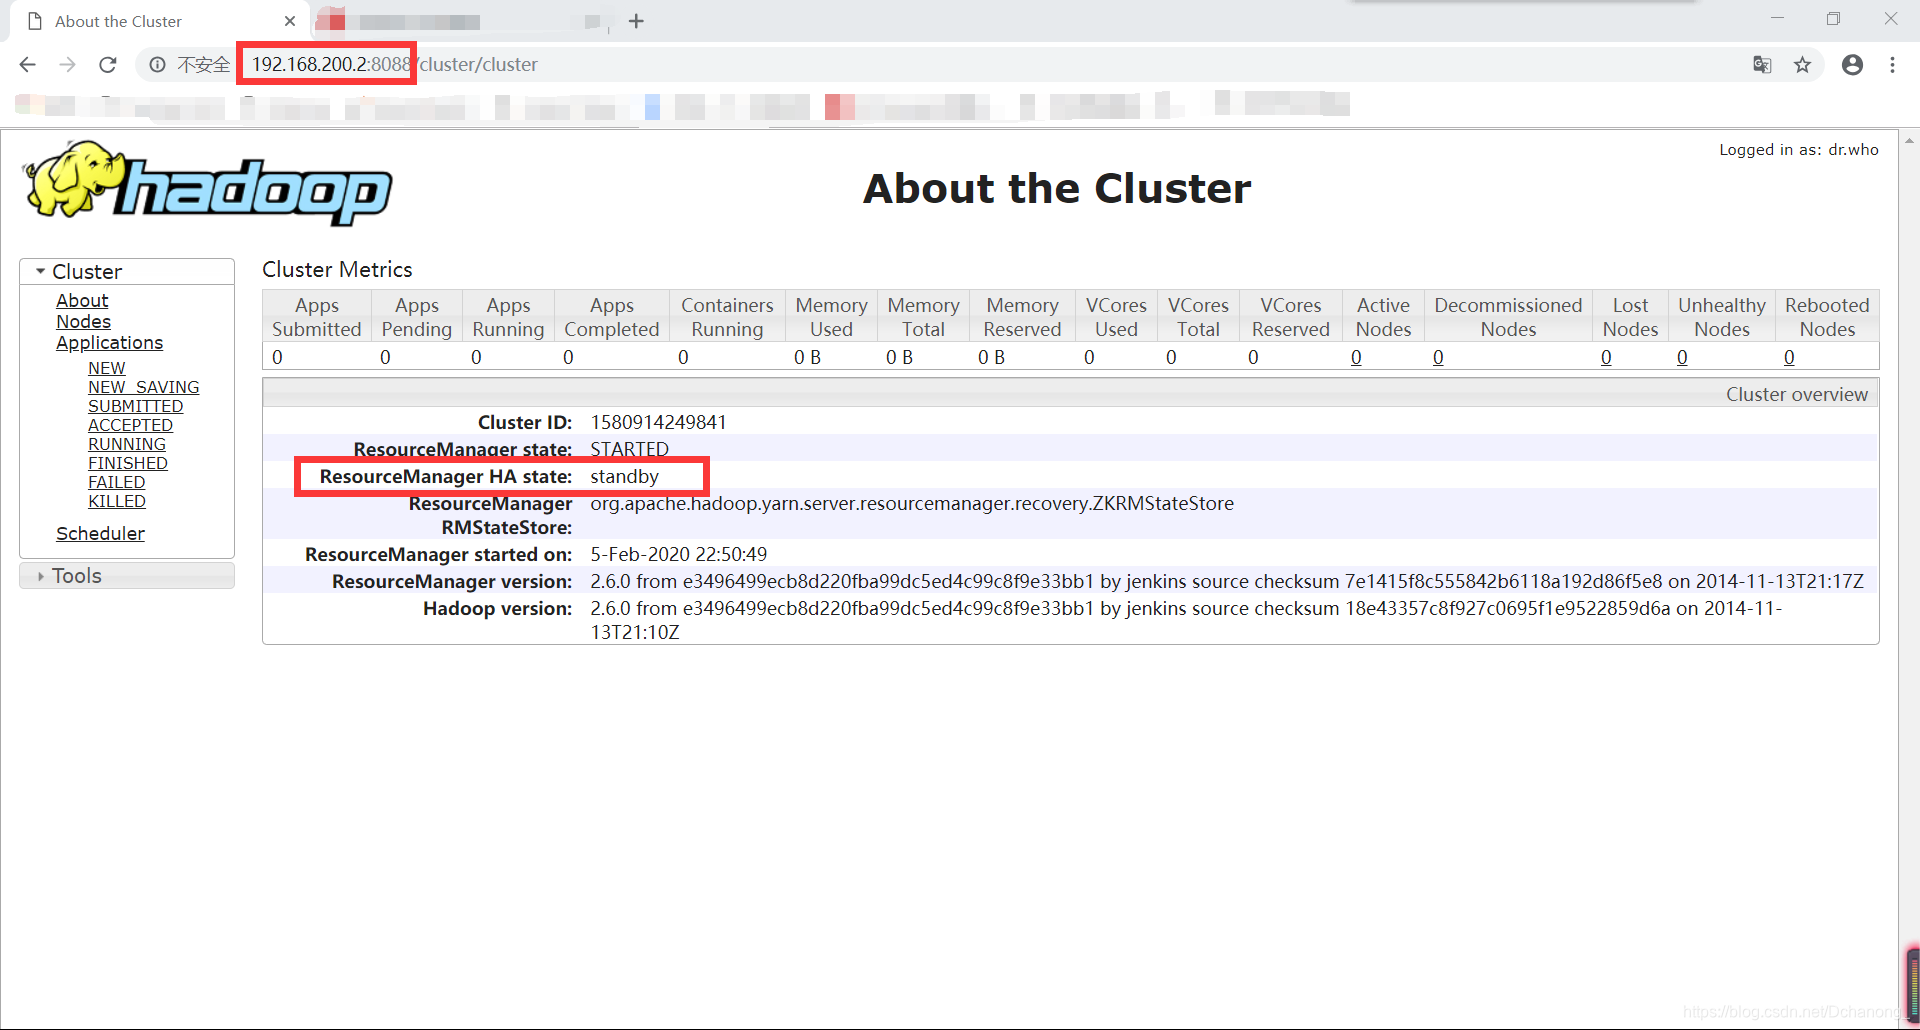 About the Cluster
不安全 192.168.200.2:8088/cluster/cluster
hadoop
Logged in as: dr.who
About the Cluster
Cluster
About
Nodes
Applications
NEW
NEW_SAVING
SUBMITTED
ACCEPTED
RUNNING
FINISHED
FAILED
KILLED
Scheduler
Tools
Cluster Metrics
Apps Submitted Apps Pending Apps Running Apps Completed Containers Running Memory Used Memory Total Memory Reserved VCores Used VCores Total VCores Reserved Active Nodes Decommissioned Nodes Lost Nodes Unhealthy Nodes Rebooted Nodes
0 0 0 0 0 0 B 0 B 0 B 0 0 0 0 0 0 0 0
Cluster overview
Cluster ID: 1580914249841
ResourceManager state: STARTED
ResourceManager HA state: standby
ResourceManager RMStateStore: org.apache.hadoop.yarn.server.resourcemanager.recovery.ZKRMStateStore
ResourceManager started on: 5-Feb-2020 22:50:49
ResourceManager version: 2.6.0 from e3496499ecb8d220fba99dc5ed4c99c8f9e33bb1 by jenkins source checksum 7e1415f8c555842b6118a192d86f5e8 on 2014-11-13T21:17Z
Hadoop version: 2.6.0 from e3496499ecb8d220fba99dc5ed4c99c8f9e33bb1 by jenkins source checksum 18e43357c8f927c0695f1e9522859d6a on 2014-11-
13T21:10Z
https://blog.csdn.net/Dchanong